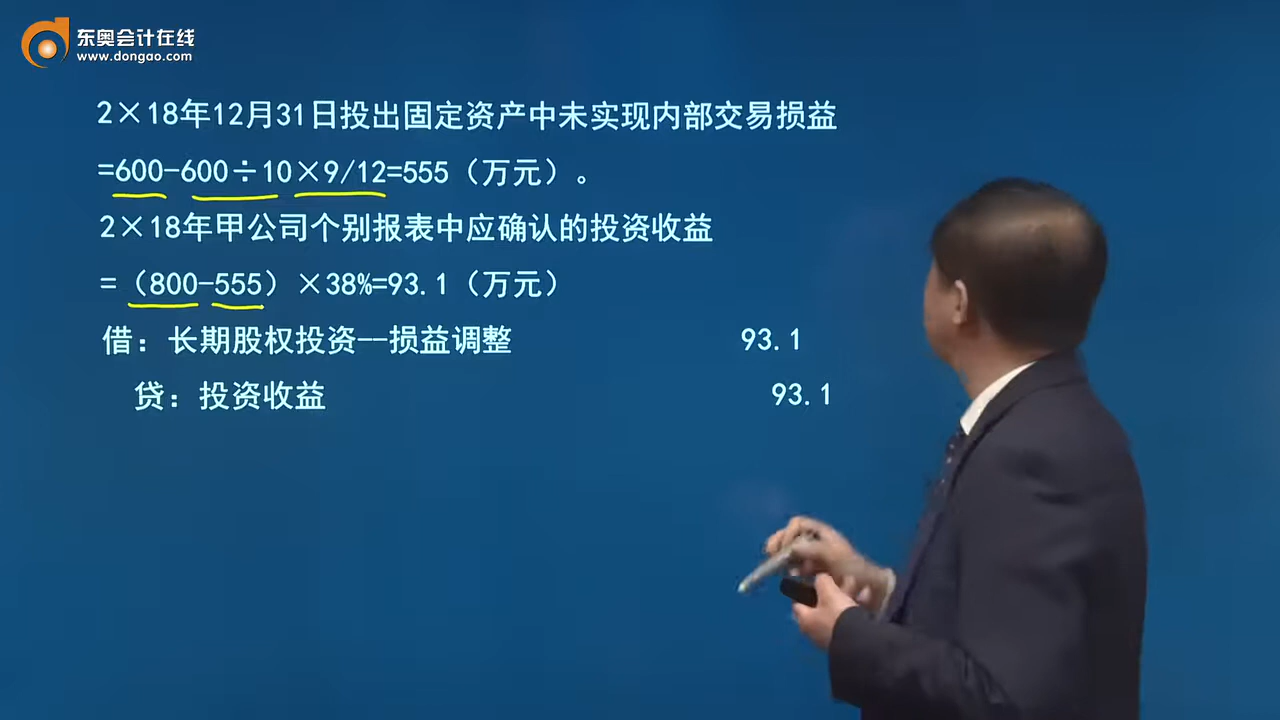 东奥会计在线
www.dongao.com
2×18年12月31日投出固定资产中未实现内部交易损益
=600-600÷10×9/12=555（万元）。
2×18年甲公司个别报表中应确认的投资收益
=（800-555）×38%=93.1（万元）
借：长期股权投资--损益调整 93.1
贷：投资收益 93.1